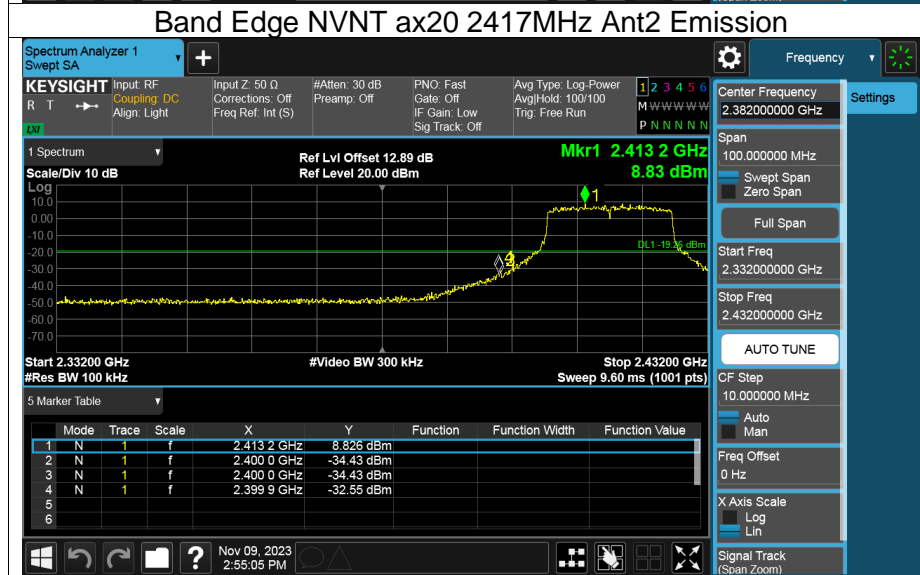 Band Edge NVNT ax20 2417MHz Ant2 Emission
Spectrum Analyzer 1
Swept SA
+
Frequency
KEYSIGHT
R T
LXI
Input: RF
Coupling: DC
Align: Light
Input Z: 50 Ω
Corrections: Off
Freq Ref: Int (S)
#Atten: 30 dB
Preamp: Off
PNO: Fast
Gate: Off
IF Gain: Low
Sig Track: Off
Avg Type: Log-Power
Avg|Hold: 100/100
Trig: Free Run
1 2 3 4 5 6
M W W W W W
P N N N N N
1 Spectrum
Scale/Div 10 dB
Ref Lvl Offset 12.89 dB
Ref Level 20.00 dBm
Mkr1 2.413 2 GHz
8.83 dBm
Log
10.0
0.00
-10.0
-20.0
-30.0
-40.0
-50.0
-60.0
-70.0
1
DL1 -19.26 dBm
Start 2.33200 GHz
#Res BW 100 kHz
#Video BW 300 kHz
Stop 2.43200 GHz
Sweep 9.60 ms (1001 pts)
5 Marker Table
Mode Trace Scale X Y Function Function Width Function Value
1 N 1 f 2.413 2 GHz 8.826 dBm
2 N 1 f 2.400 0 GHz -34.43 dBm
3 N 1 f 2.400 0 GHz -34.43 dBm
4 N 1 f 2.399 9 GHz -32.55 dBm
5
6
?
Nov 09, 2023
2:55:05 PM
Center Frequency
2.382000000 GHz
Settings
Span
100.000000 MHz
Swept Span
Zero Span
Full Span
Start Freq
2.332000000 GHz
Stop Freq
2.432000000 GHz
AUTO TUNE
CF Step
10.000000 MHz
Auto
Man
Freq Offset
0 Hz
X Axis Scale
Log
Lin
Signal Track
(Span Zoom)